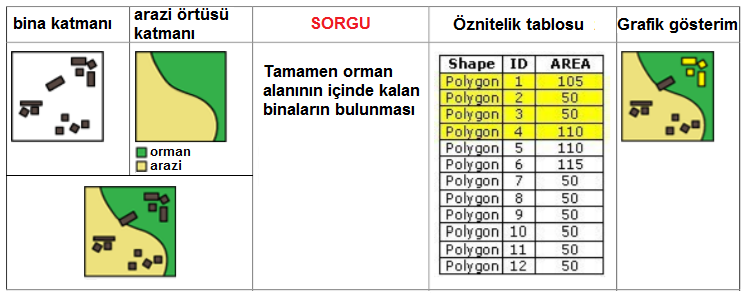 bina katmanı
arazi örtüsü
katmanı
SORGU
Öznitelik tablosu
Grafik gösterim
orman
arazi
Tamamen orman
alanının içinde kalan
binaların bulunması
Shape ID AREA
Polygon 1 105
Polygon 2 50
Polygon 3 50
Polygon 4 110
Polygon 5 110
Polygon 6 115
Polygon 7 50
Polygon 8 50
Polygon 9 50
Polygon 10 50
Polygon 11 50
Polygon 12 50